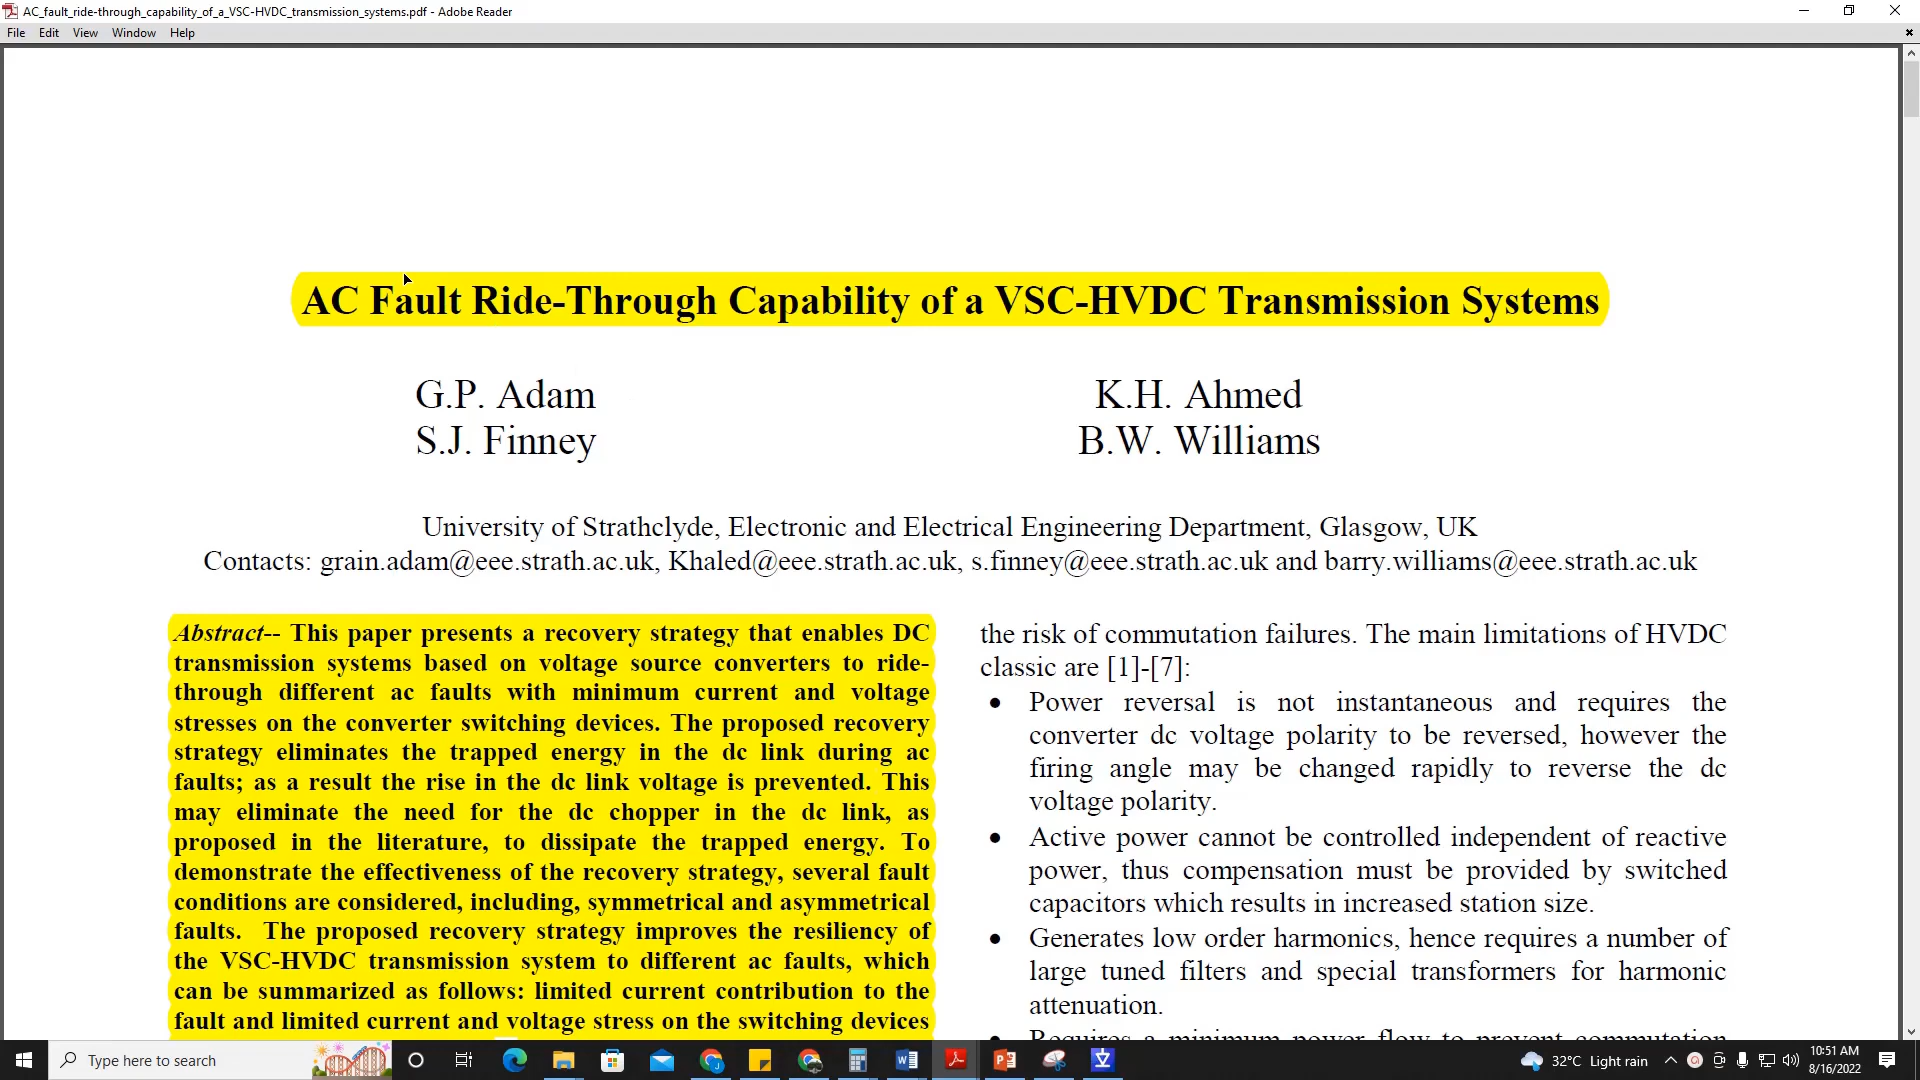 AC_fault_ride-through_capability_of_a_VSC-HVDC_transmission_systems.pdf - Adobe Reader
File Edit View Window Help
AC Fault Ride-Through Capability of a VSC-HVDC Transmission Systems
G.P. Adam K.H. Ahmed
S.J. Finney B.W. Williams
University of Strathclyde, Electronic and Electrical Engineering Department, Glasgow, UK
Contacts: grain.adam@eee.strath.ac.uk, Khaled@eee.strath.ac.uk, s.finney@eee.strath.ac.uk and barry.williams@eee.strath.ac.uk
Abstract-- This paper presents a recovery strategy that enables DC
transmission systems based on voltage source converters to ride-
through different ac faults with minimum current and voltage
stresses on the converter switching devices. The proposed recovery
strategy eliminates the trapped energy in the dc link during ac
faults; as a result the rise in the dc link voltage is prevented. This
may eliminate the need for the dc chopper in the dc link, as
proposed in the literature, to dissipate the trapped energy. To
demonstrate the effectiveness of the recovery strategy, several fault
conditions are considered, including, symmetrical and asymmetrical
faults. The proposed recovery strategy improves the resiliency of
the VSC-HVDC transmission system to different ac faults, which
can be summarized as follows: limited current contribution to the
fault and limited current and voltage stress on the switching devices
the risk of commutation failures. The main limitations of HVDC
classic are [1]-[7]:
• Power reversal is not instantaneous and requires the
converter dc voltage polarity to be reversed, however the
firing angle may be changed rapidly to reverse the dc
voltage polarity.
• Active power cannot be controlled independent of reactive
power, thus compensation must be provided by switched
capacitors which results in increased station size.
• Generates low order harmonics, hence requires a number of
large tuned filters and special transformers for harmonic
attenuation.
• Requires a minimum power flow to prevent commutation
Type here to search
32°C Light rain
10:51 AM
8/16/2022